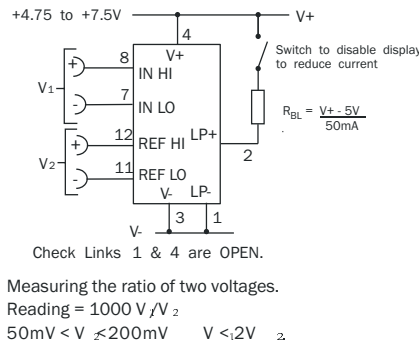 +4.75 to +7.5V
V+
4
V+
Switch to disable display
to reduce current
V1
+
8
IN HI
-
7
IN LO
RBL = V+ - 5V
50mA
V2
+
12
REF HI
LP+
2
-
11
REF LO
V-
LP-
V-
3
1
Check Links 1 & 4 are OPEN.
Measuring the ratio of two voltages.
Reading = 1000 V1/V2
50mV < V2 <200mV V1<2V2